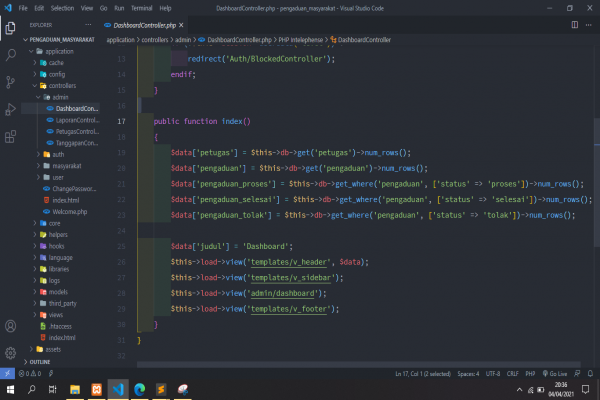 File Edit Selection View Go Run Terminal Help
DashboardController.php - pengaduan_masyarakat - Visual Studio Code
EXPLORER
DashboardController.php
PENGADUAN_MASYARAKAT
application > controllers > admin > DashboardController.php > PHP Intelephense > DashboardController
application
cache
config
controllers
admin
DashboardCon...
LaporanControl...
PetugasControl...
TanggapanCont...
auth
masyarakat
user
ChangePasswor...
index.html
Welcome.php
core
helpers
hooks
language
libraries
logs
models
third_party
views
.htaccess
index.html
assets
OUTLINE
13 redirect('Auth/BlockedController');
14 endif;
15 }
16
17 public function index()
18 {
19 $data['petugas'] = $this->db->get('petugas')->num_rows();
20 $data['pengaduan'] = $this->db->get('pengaduan')->num_rows();
21 $data['pengaduan_proses'] = $this->db->get_where('pengaduan', ['status' => 'proses'])->num_rows();
22 $data['pengaduan_selesai'] = $this->db->get_where('pengaduan', ['status' => 'selesai'])->num_rows();
23 $data['pengaduan_tolak'] = $this->db->get_where('pengaduan', ['status' => 'tolak'])->num_rows();
24
25 $data['judul'] = 'Dashboard';
26 $this->load->view('templates/v_header', $data);
27 $this->load->view('templates/v_sidebar');
28 $this->load->view('admin/dashboard');
29 $this->load->view('templates/v_footer');
30 }
31 }
32
0 0 Ln 17, Col 1 (2 selected) Spaces: 4 UTF-8 CRLF PHP Go Live
20:36
04/04/2021